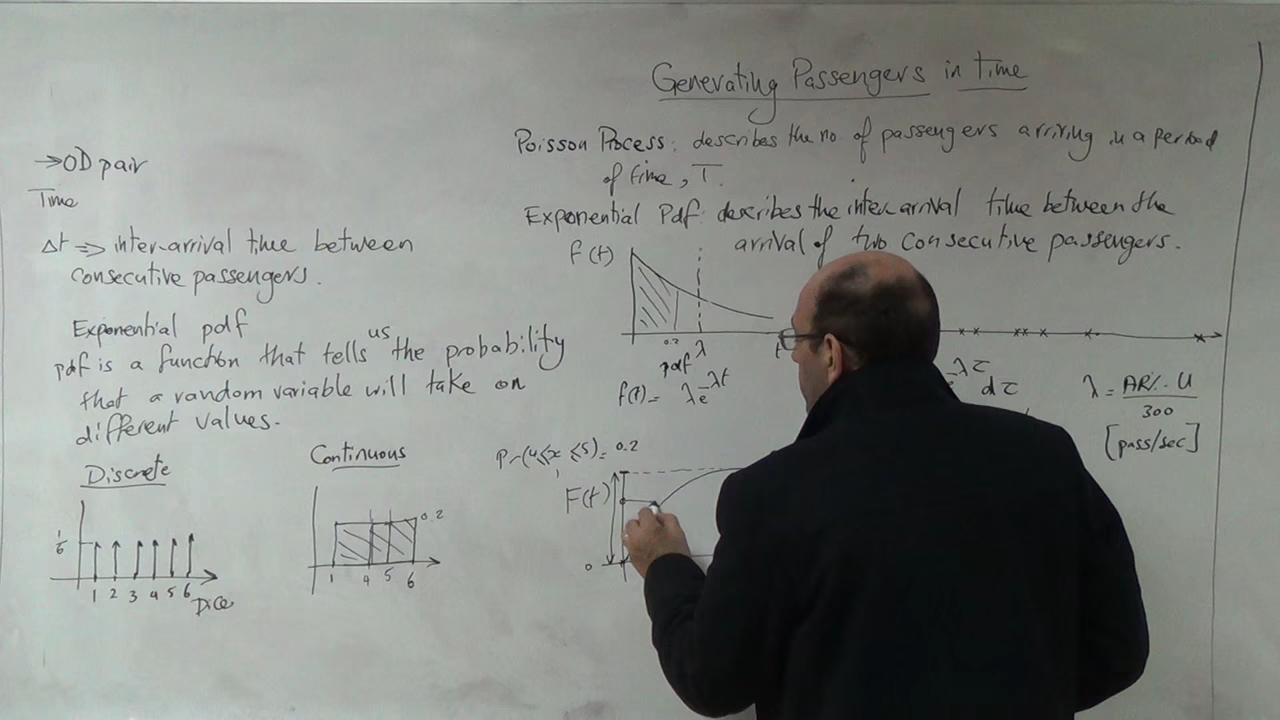 Generating Passengers in time
Poisson Process: describes the no. of passengers arriving in a period
of time, T.
Exponential Pdf: describes the inter-arrival time between the
arrival of two consecutive passengers.
→OD pair
Time
Δt ⇒ inter-arrival time between
consecutive passengers.
Exponential pdf
pdf is a function that tells us the probability
that a random variable will take on
different values.
Discrete
1/6
1 2 3 4 5 6
Dice
Continuous
0.2
1 4 5 6
f(t)
0.2 λ
pdf
f(t)= λe^-λt
Pr(4≤x≤5)= 0.2
F(t)
0
-λτ
dτ
λ = AR%. U / 300
[pass/sec]